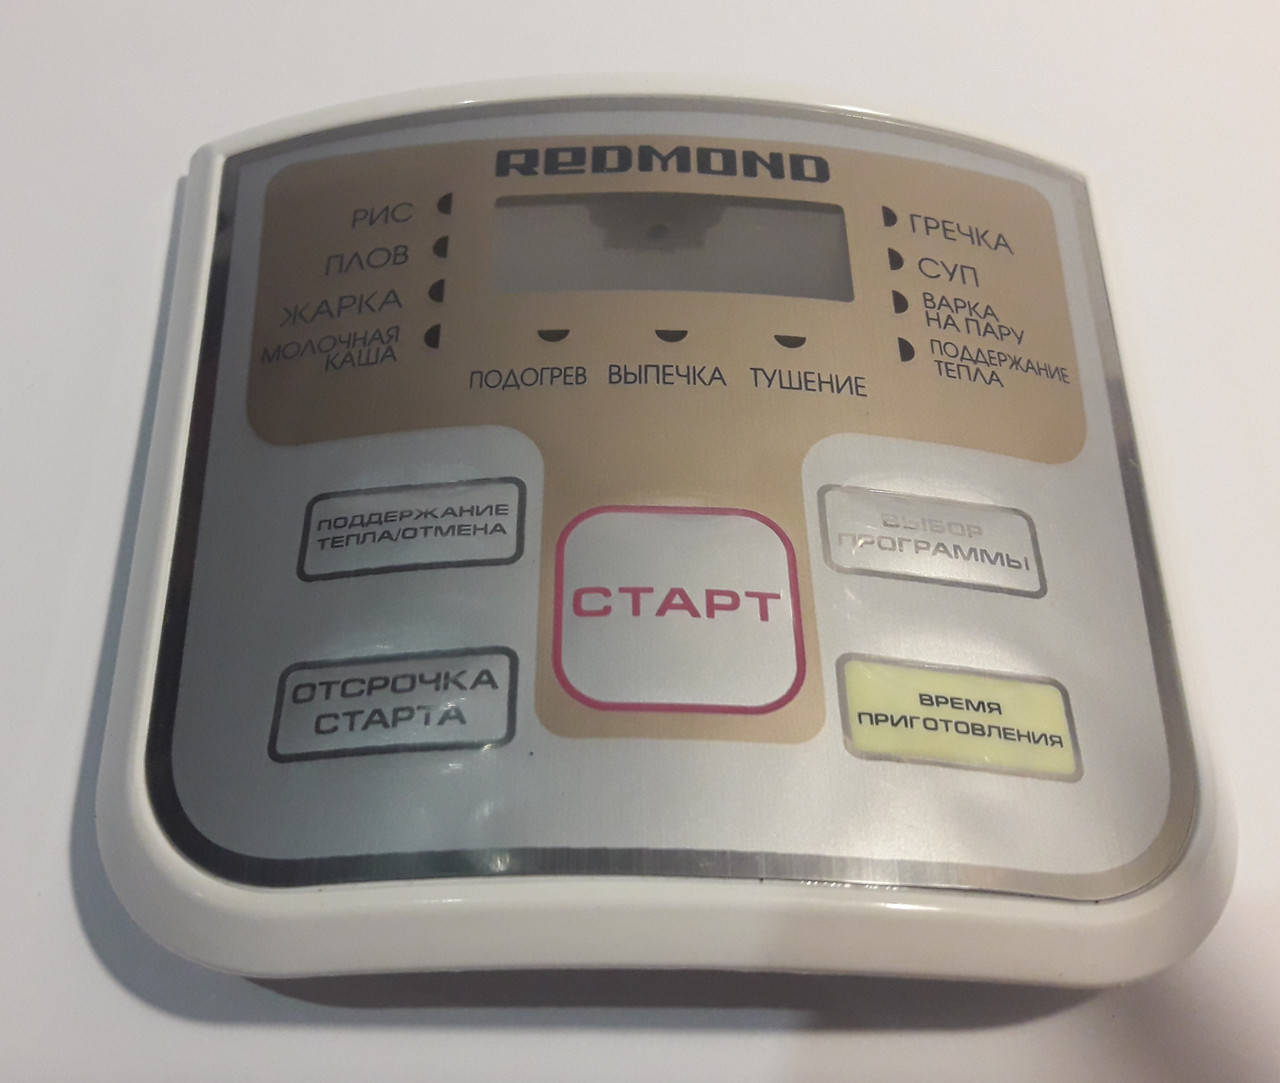 REDMOND
РИС
ПЛОВ
ЖАРКА
МОЛОЧНАЯ
КАША
ПОДОГРЕВ
ВЫПЕЧКА
ТУШЕНИЕ
ГРЕЧКА
СУП
ВАРКА
НА ПАРУ
ПОДДЕРЖАНИЕ
ТЕПЛА
ПОДДЕРЖАНИЕ
ТЕПЛА/ОТМЕНА
СТАРТ
ВЫБОР
ПРОГРАММЫ
ОТСРОЧКА
СТАРТА
ВРЕМЯ
ПРИГОТОВЛЕНИЯ